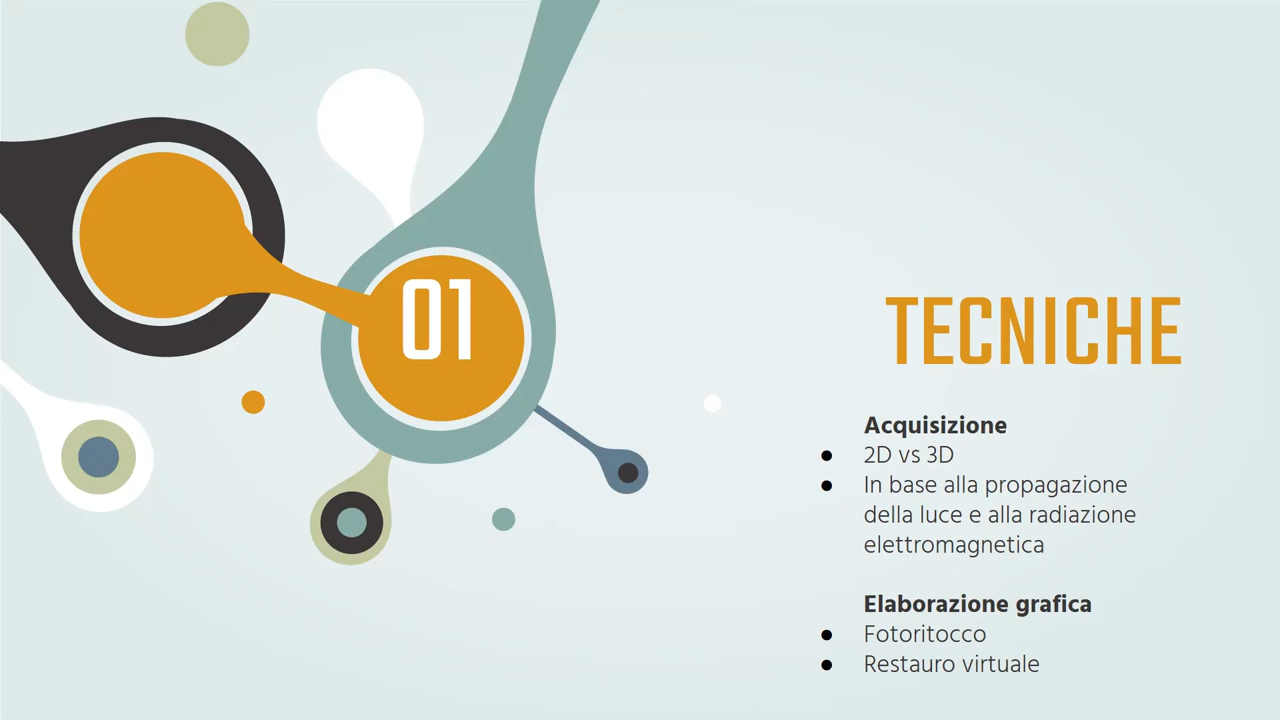 01
TECNICHE
Acquisizione
● 2D vs 3D
● In base alla propagazione
della luce e alla radiazione
elettromagnetica
Elaborazione grafica
● Fotoritocco
● Restauro virtuale